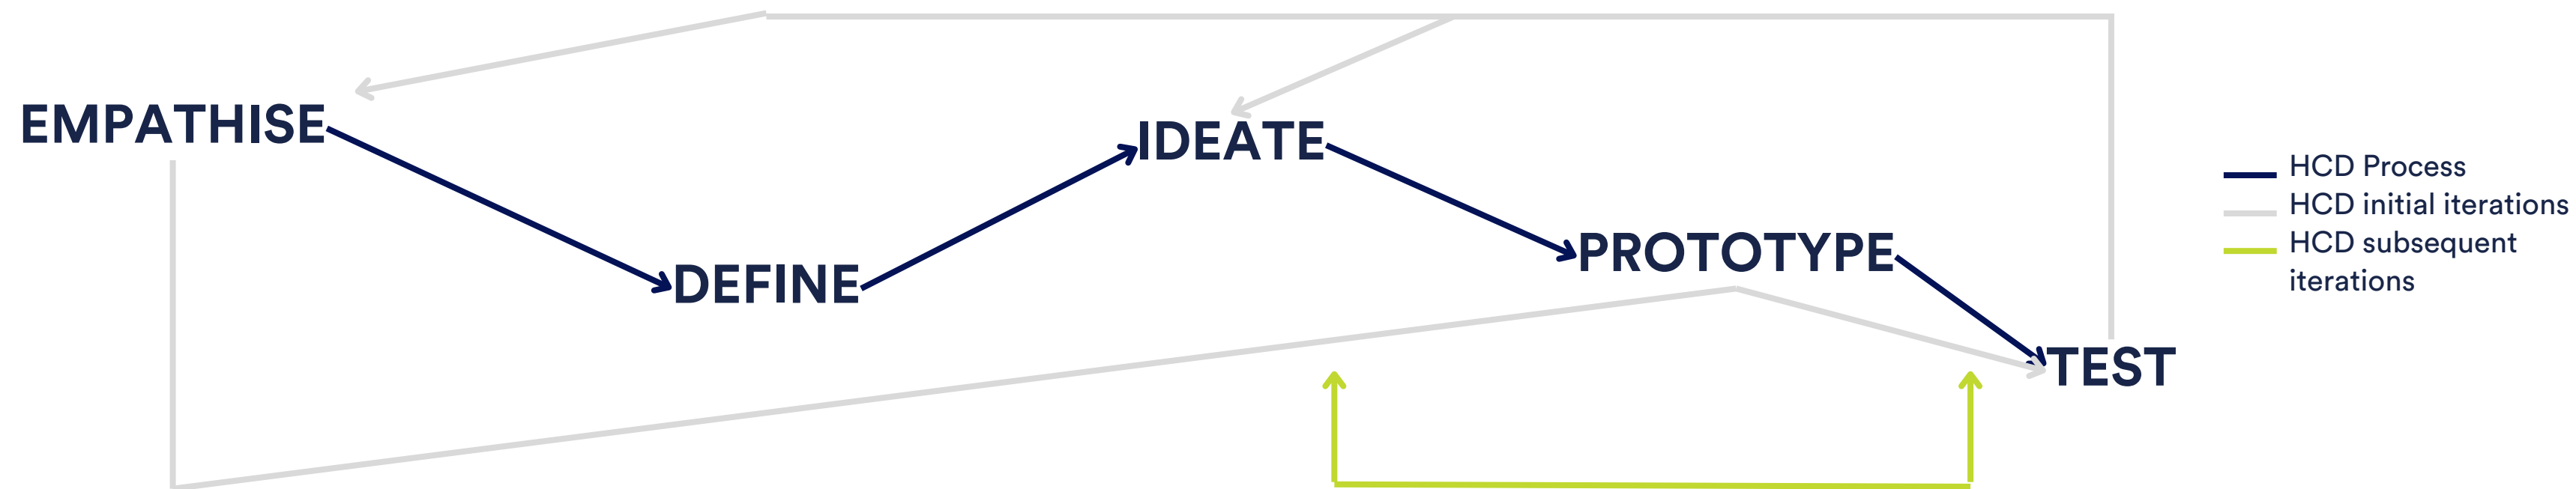 EMPATHISE
DEFINE
IDEATE
PROTOTYPE
TEST
HCD Process
HCD initial iterations
HCD subsequent
iterations